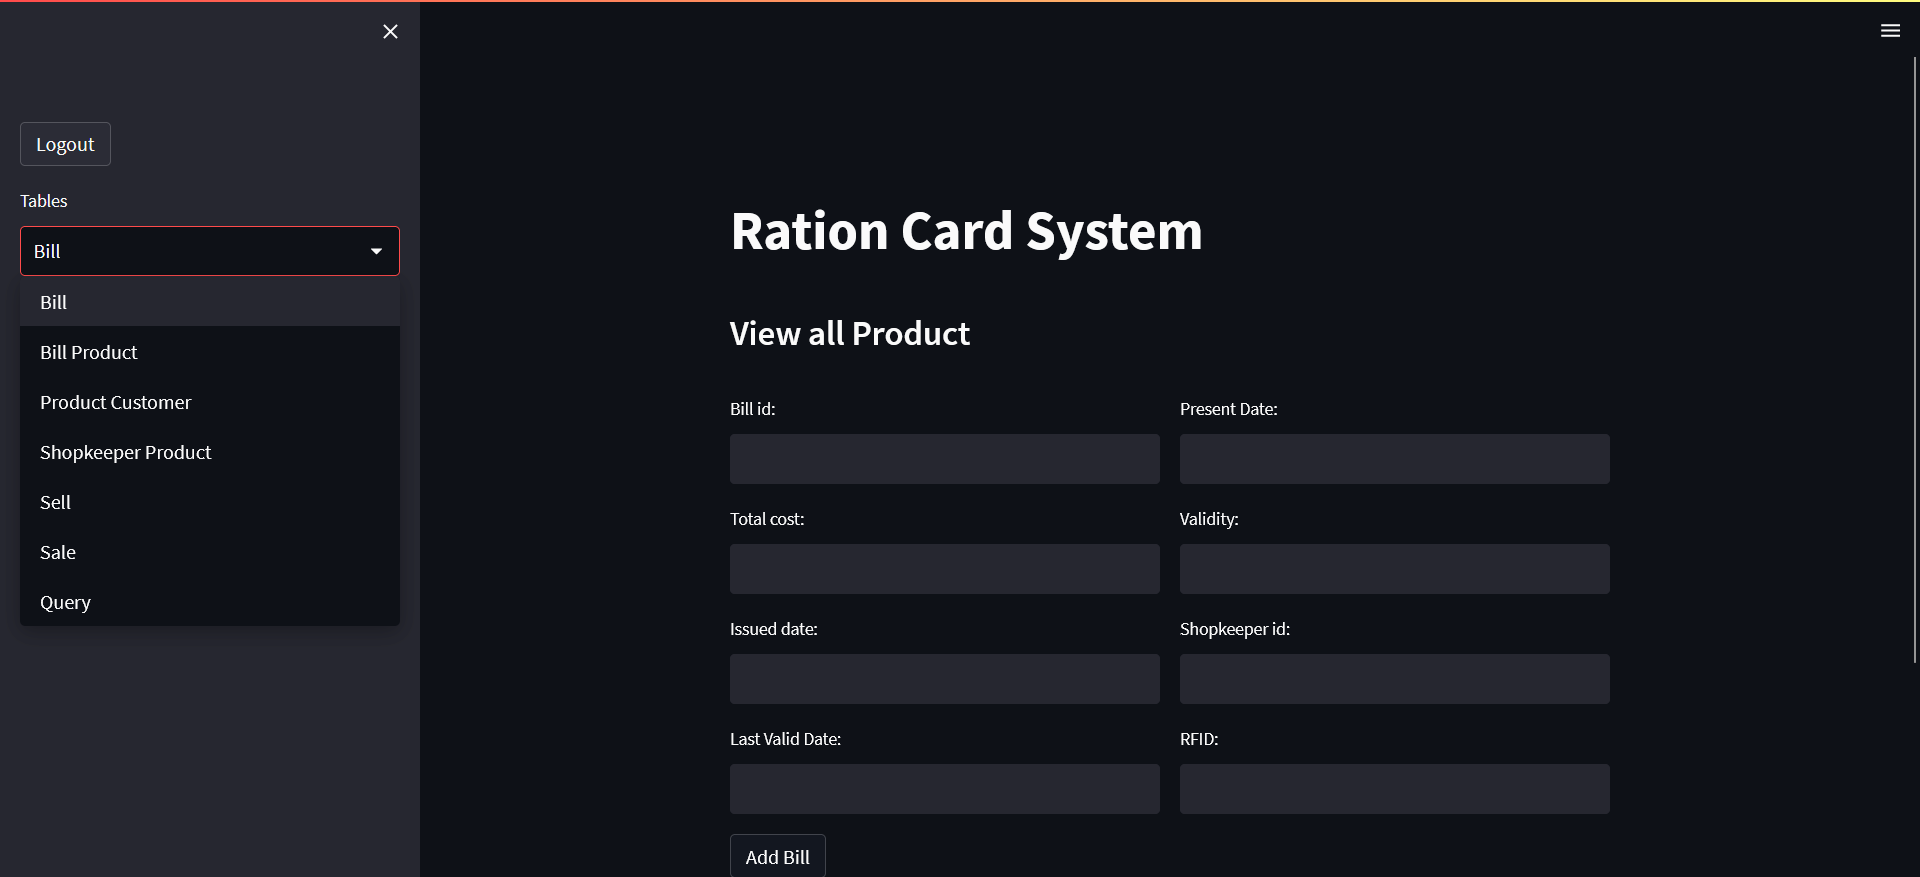 Logout
Tables
Bill
Bill
Bill Product
Product Customer
Shopkeeper Product
Sell
Sale
Query
Ration Card System
View all Product
Bill id:
Present Date:
Total cost:
Validity:
Issued date:
Shopkeeper id:
Last Valid Date:
RFID:
Add Bill